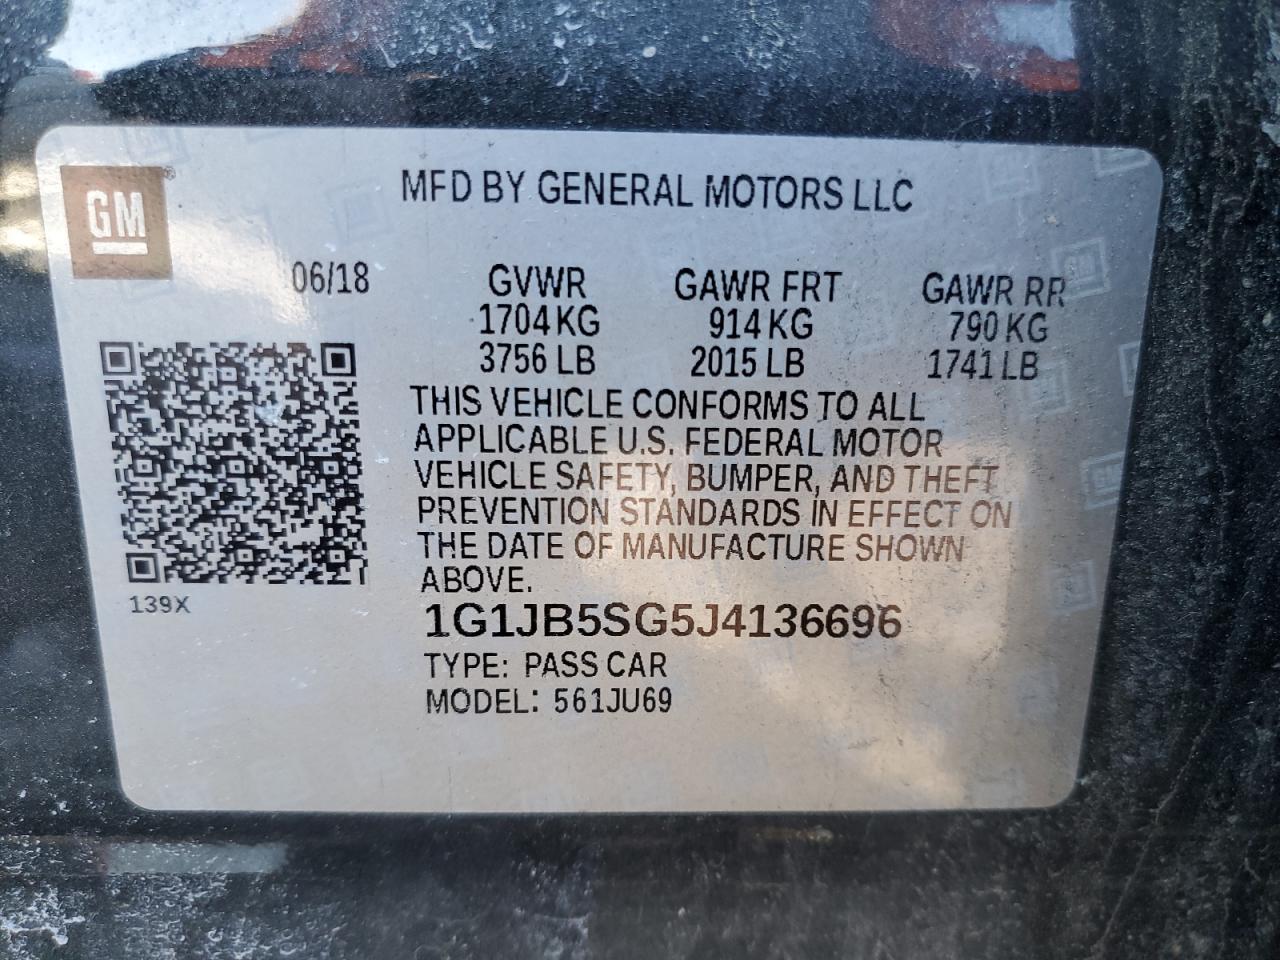 GM®
MFD BY GENERAL MOTORS LLC
06/18 GVWR GAWR FRT GAWR RR
1704 KG 914 KG 790 KG
3756 LB 2015 LB 1741 LB
THIS VEHICLE CONFORMS TO ALL
APPLICABLE U.S. FEDERAL MOTOR
VEHICLE SAFETY, BUMPER, AND THEFT
PREVENTION STANDARDS IN EFFECT ON
THE DATE OF MANUFACTURE SHOWN
ABOVE.
139X
1G1JB5SG5J4136696
TYPE: PASS CAR
MODEL: 561JU69